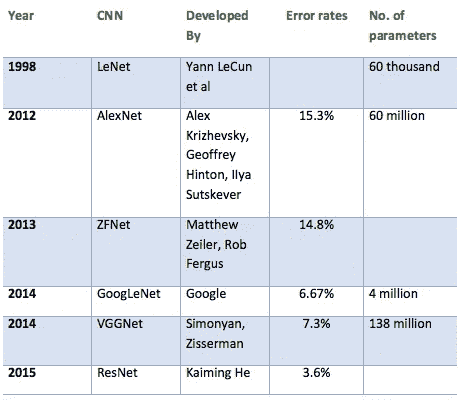 Year CNN Developed By Error rates No. of parameters
1998 LeNet Yann LeCun et al 60 thousand
2012 AlexNet Alex Krizhevsky, Geoffrey Hinton, Ilya Sutskever 15.3% 60 million
2013 ZFNet Matthew Zeiler, Rob Fergus 14.8%
2014 GoogLeNet Google 6.67% 4 million
2014 VGGNet Simonyan, Zisserman 7.3% 138 million
2015 ResNet Kaiming He 3.6%